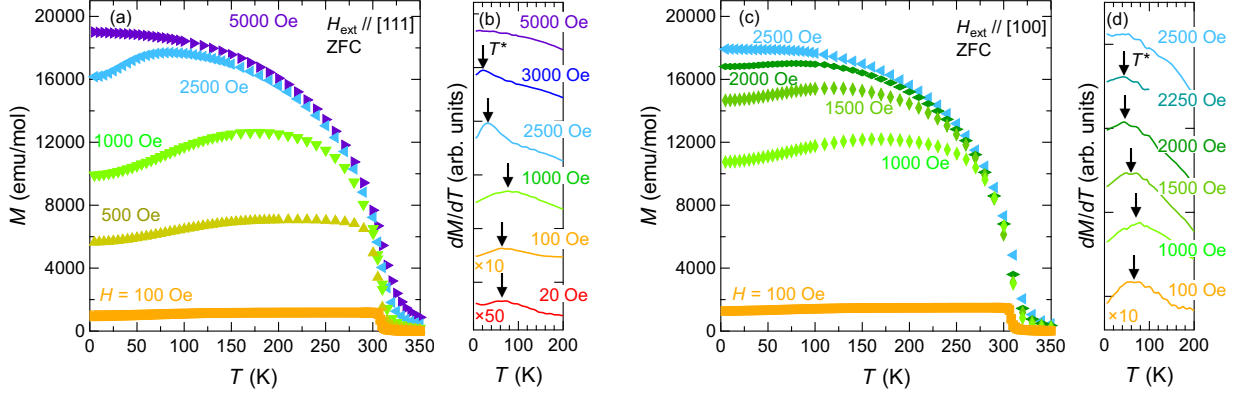 (a)
H_ext // [111]
ZFC
5000 Oe
2500 Oe
1000 Oe
500 Oe
H = 100 Oe
20000
16000
12000
8000
4000
0
M (emu/mol)
0 50 100 150 200 250 300 350
T (K)
(b)
5000 Oe
T*
3000 Oe
2500 Oe
1000 Oe
100 Oe
×10
20 Oe
×50
dM/dT (arb. units)
0 100 200
T (K)
(c)
H_ext // [100]
ZFC
2500 Oe
2000 Oe
1500 Oe
1000 Oe
H = 100 Oe
20000
16000
12000
8000
4000
0
M (emu/mol)
0 50 100 150 200 250 300 350
T (K)
(d)
2500 Oe
T*
2250 Oe
2000 Oe
1500 Oe
1000 Oe
100 Oe
×10
dM/dT (arb. units)
0 100 200
T (K)